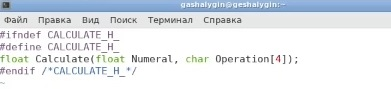 gashalygin@geshalygin:~
Файл Правка Вид Поиск Терминал Справка
#ifndef CALCULATE_H_
#define CALCULATE_H_
float Calculate(float Numeral, char Operation[4]);
#endif /*CALCULATE_H_*/
~